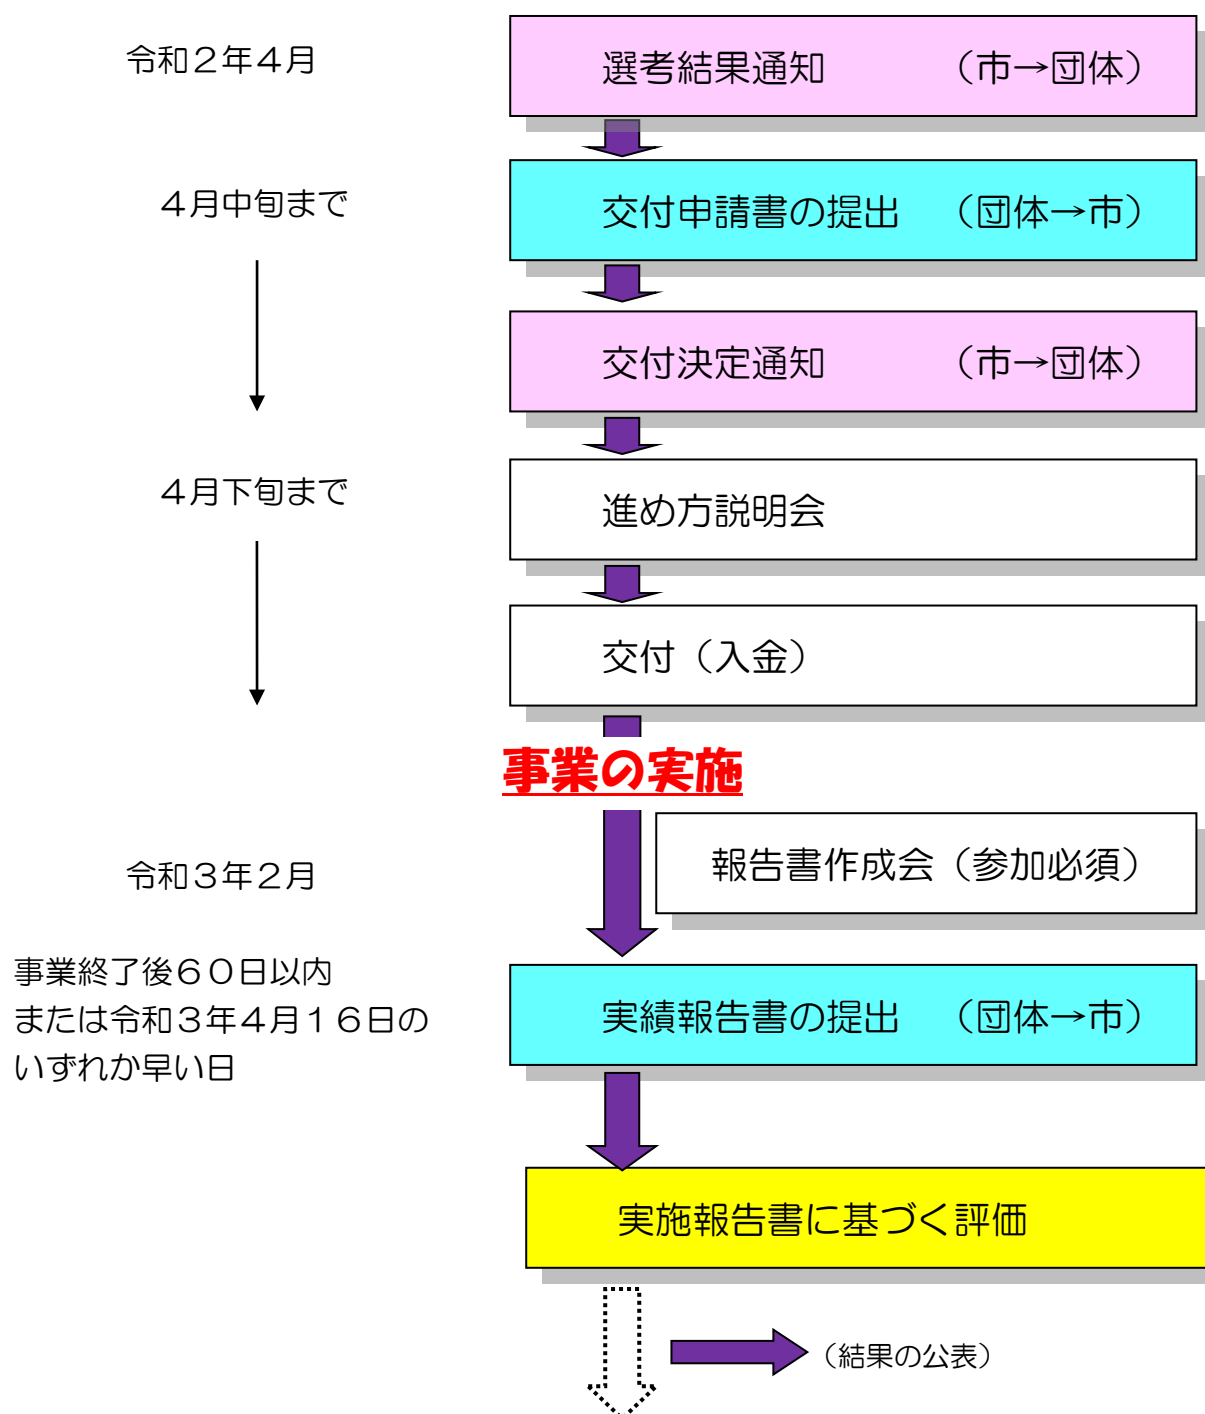 令和２年４月
選考結果通知　　　（市→団体）
４月中旬まで
交付申請書の提出　（団体→市）
交付決定通知　　　（市→団体）
４月下旬まで
進め方説明会
交付（入金）
事業の実施
報告書作成会（参加必須）
令和３年２月
事業終了後６０日以内
または令和３年４月１６日の
いずれか早い日
実績報告書の提出　（団体→市）
実施報告書に基づく評価
（結果の公表）